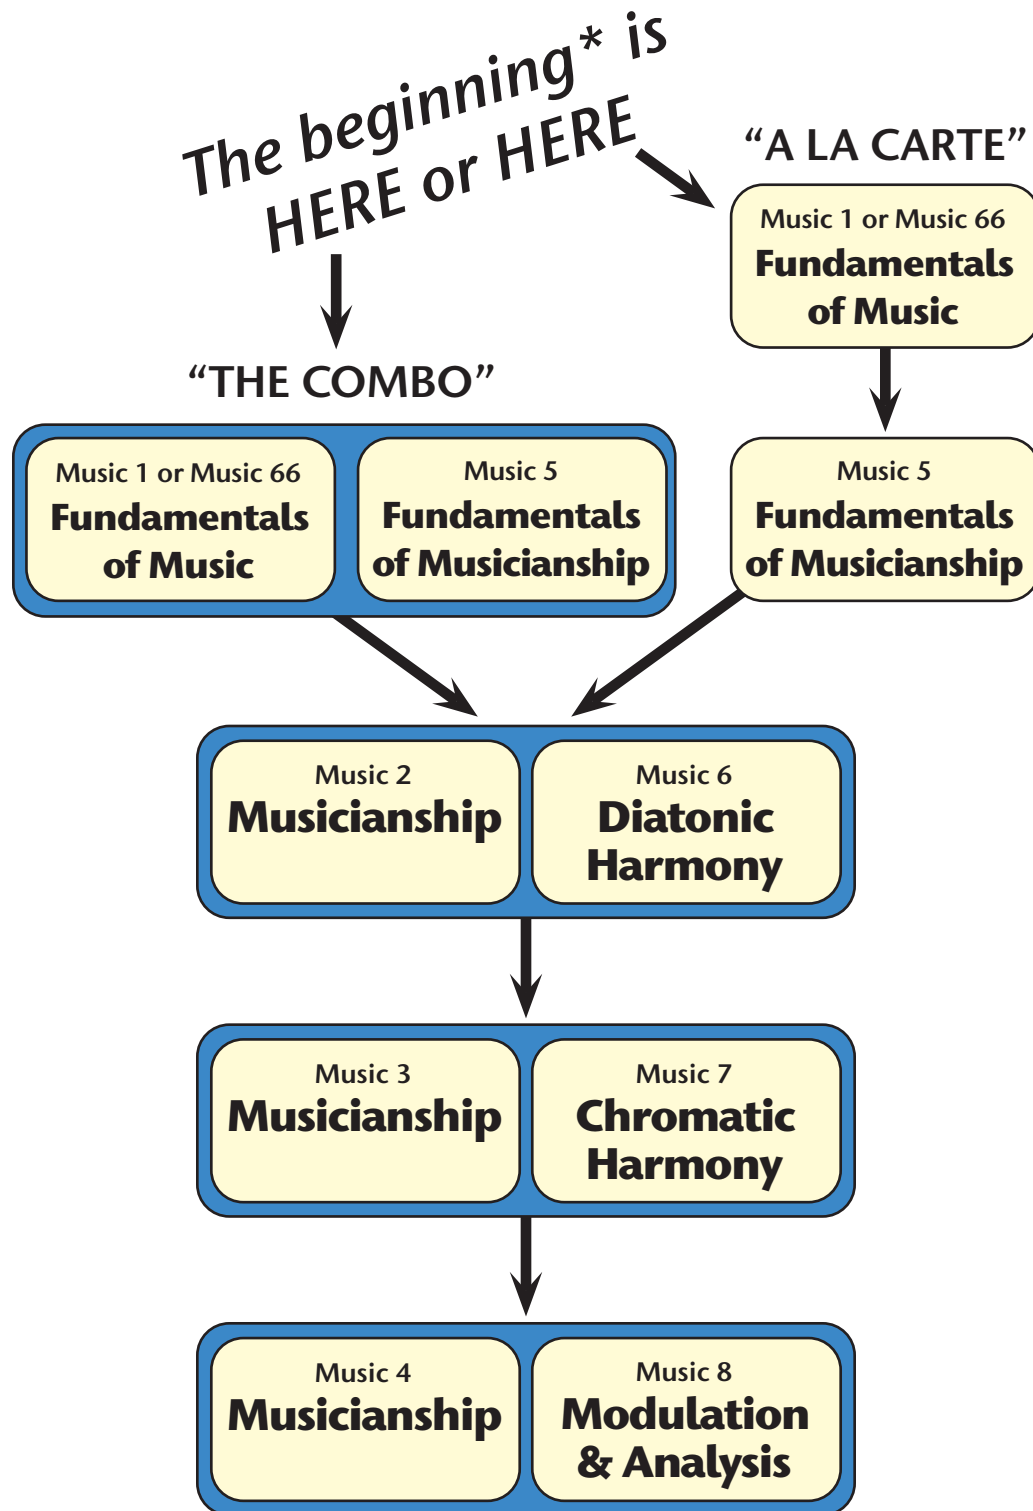 The beginning* is
HERE or HERE
“A LA CARTE”
Music 1 or Music 66
Fundamentals
of Music
“THE COMBO”
Music 1 or Music 66
Fundamentals
of Music
Music 5
Fundamentals
of Musicianship
Music 5
Fundamentals
of Musicianship
Music 2
Musicianship
Music 6
Diatonic
Harmony
Music 3
Musicianship
Music 7
Chromatic
Harmony
Music 4
Musicianship
Music 8
Modulation
& Analysis